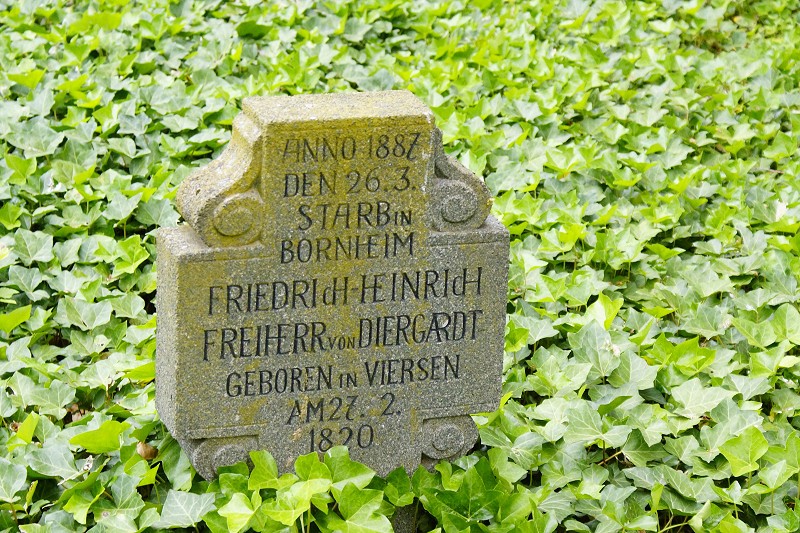 ANNO 1887
DEN 26.3.
STARB IN
BORNHEIM
FRIEDRICH-HEINRICH
FREIHERR VON DIERGARDT
GEBOREN IN VIERSEN
AM 27. 2.
1820